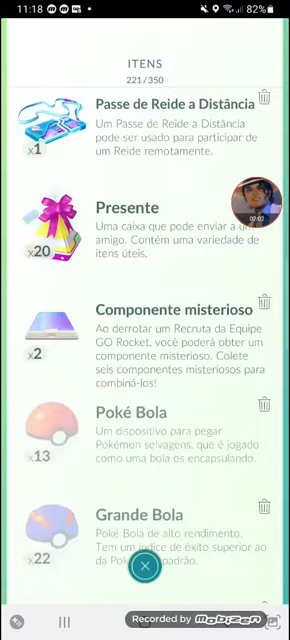 11:18
82%
ITENS
221/350
Passe de Reide a Distância
Um Passe de Reide a Distância
pode ser usado para participar de
um Reide remotamente.
x1
Presente
Uma caixa que pode enviar a um
amigo. Contém uma variedade de
itens úteis.
x20
02:02
Componente misterioso
Ao derrotar um Recruta da Equipe
GO Rocket, você poderá obter um
componente misterioso. Colete
seis componentes misteriosos para
combiná-los!
x2
Poké Bola
Um dispositivo para pegar
Pokémon selvagens, que é jogado
como uma bola os encapsulando.
x13
Grande Bola
Poké Bola de alto rendimento.
Tem um índice de êxito superior ao
da Pok padrão.
x22
Recorded by mobizen